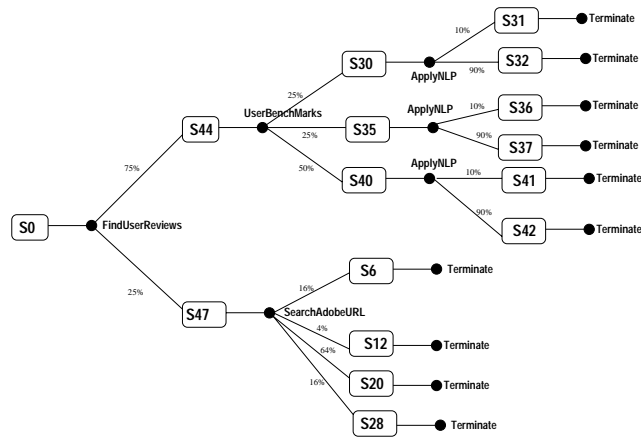 S31
Terminate
10%
S30
S32
Terminate
ApplyNLP
90%
25%
UserBenchMarks
ApplyNLP
10%
S36
Terminate
S44
S35
25%
90%
S37
Terminate
75%
50%
ApplyNLP
S40
10%
S41
Terminate
S0
FindUserReviews
90%
S42
Terminate
25%
S6
Terminate
16%
S47
SearchAdobeURL
4%
S12
Terminate
64%
S20
Terminate
16%
S28
Terminate